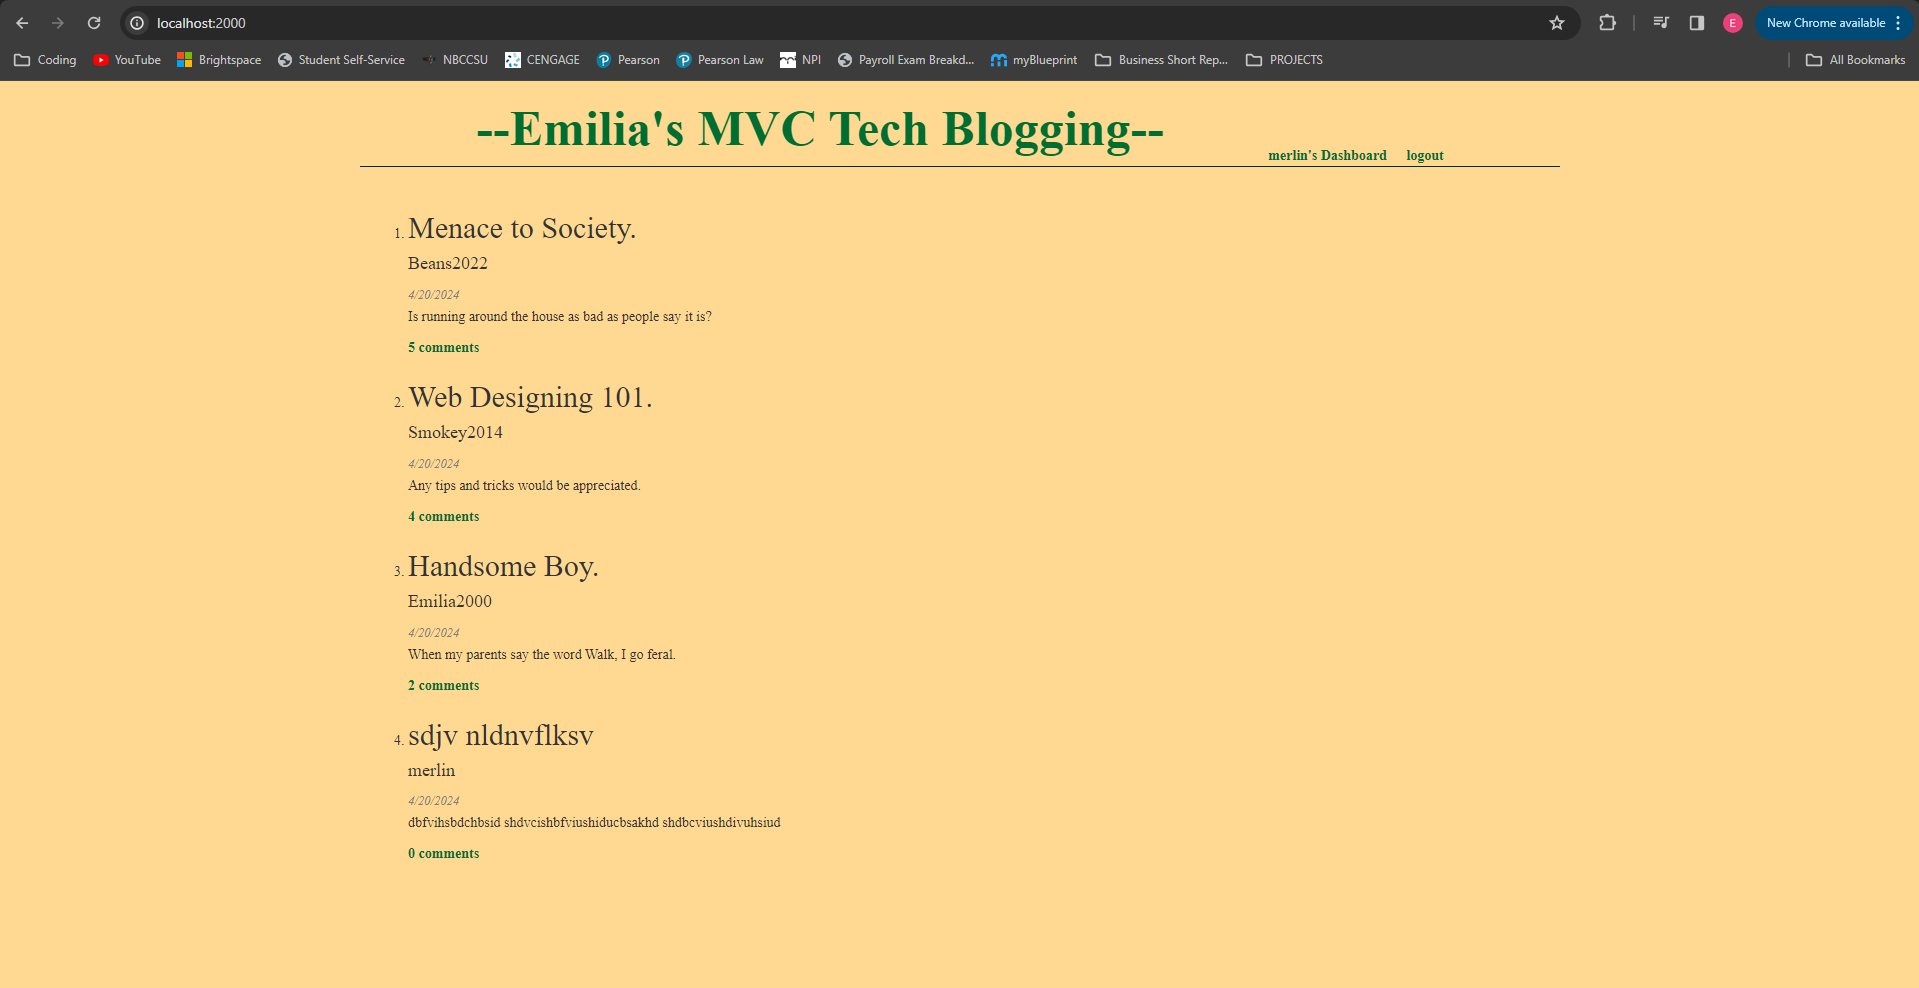 localhost:2000
E
New Chrome available
Coding
YouTube
Brightspace
Student Self-Service
NBCCSU
CENGAGE
Pearson
Pearson Law
NPI
Payroll Exam Breakd...
myBlueprint
Business Short Rep...
PROJECTS
All Bookmarks
--Emilia's MVC Tech Blogging--
merlin's Dashboard
logout
1. Menace to Society.
Beans2022
4/20/2024
Is running around the house as bad as people say it is?
5 comments
2. Web Designing 101.
Smokey2014
4/20/2024
Any tips and tricks would be appreciated.
4 comments
3. Handsome Boy.
Emilia2000
4/20/2024
When my parents say the word Walk, I go feral.
2 comments
4. sdjv nldnvflksv
merlin
4/20/2024
dbfvihsbdchbsid shdvcishbfviushiducbsakhd shdbcviushdivuhsiud
0 comments